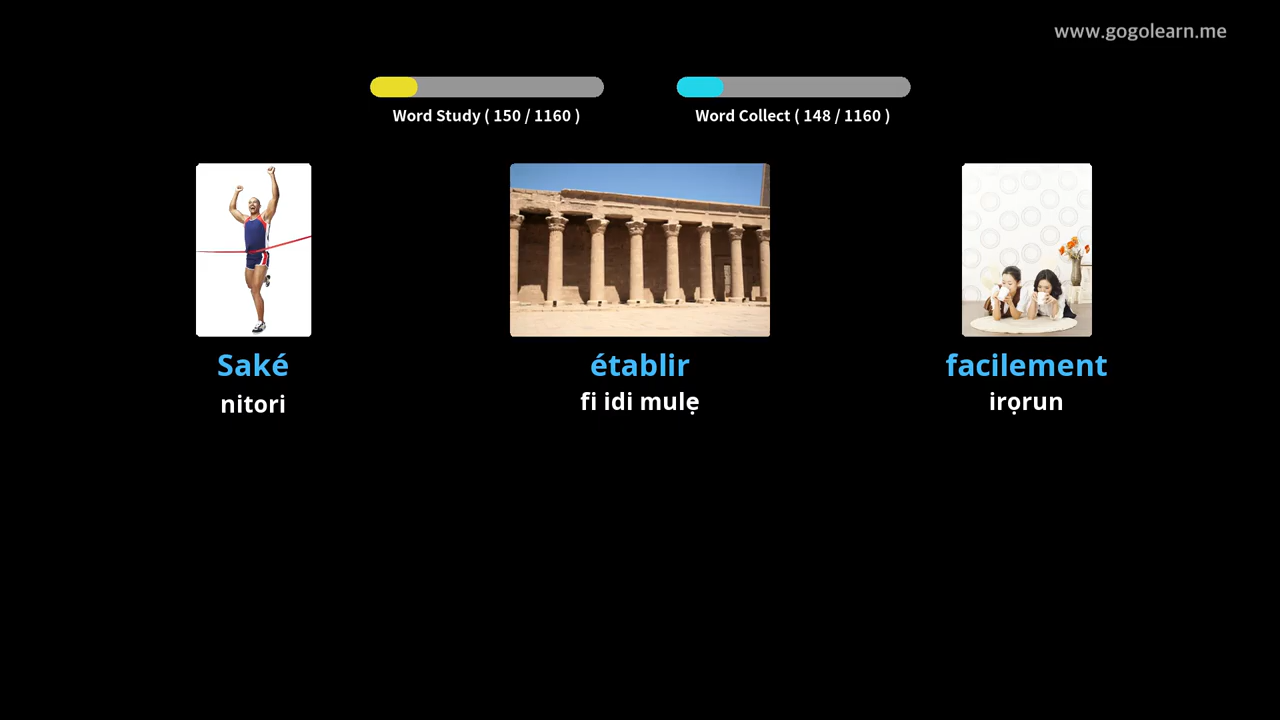 www.gogolearn.me
Word Study ( 150 / 1160 )
Word Collect ( 148 / 1160 )
Saké
nitori
établir
fi idi mulẹ
facilement
irọrun